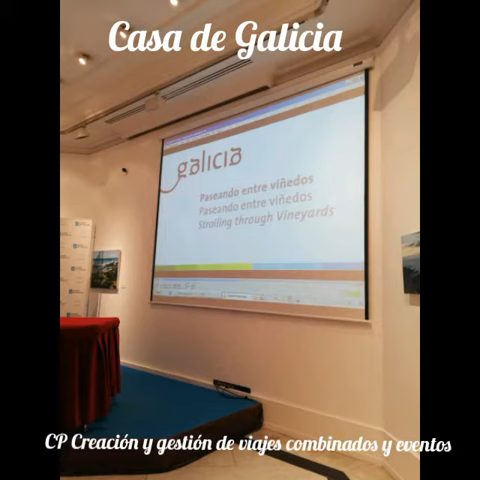 Casa de Galicia
galicia
Paseando entre viñedos
Paseando entre viñedos
Strolling through Vineyards
CP Creación y gestión de viajes combinados y eventos